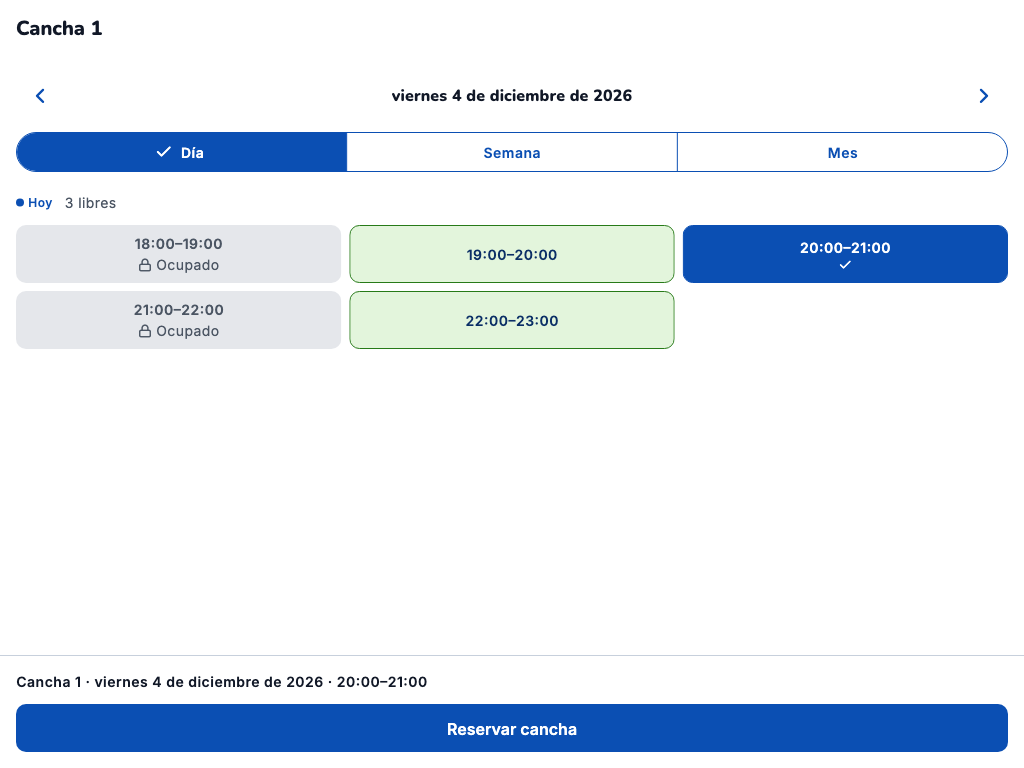 Cancha 1
viernes 4 de diciembre de 2026
Día
Semana
Mes
Hoy 3 libres
18:00–19:00
Ocupado
19:00–20:00
20:00–21:00
21:00–22:00
Ocupado
22:00–23:00
Cancha 1 · viernes 4 de diciembre de 2026 · 20:00–21:00
Reservar cancha